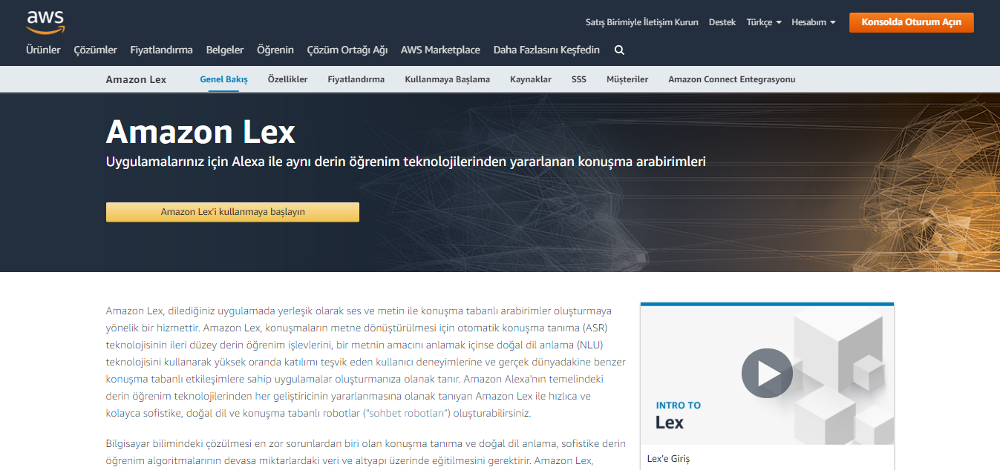 aws
Satış Birimiyle İletişim Kurun Destek Türkçe Hesabım Konsolda Oturum Açın
Ürünler Çözümler Fiyatlandırma Belgeler Öğrenin Çözüm Ortağı Ağı AWS Marketplace Daha Fazlasını Keşfedin
Amazon Lex Genel Bakış Özellikler Fiyatlandırma Kullanmaya Başlama Kaynaklar SSS Müşteriler Amazon Connect Entegrasyonu
Amazon Lex
Uygulamalarınız için Alexa ile aynı derin öğrenim teknolojilerinden yararlanan konuşma arabirimleri
Amazon Lex'i kullanmaya başlayın
Amazon Lex, dilediğiniz uygulamada yerleşik olarak ses ve metin ile konuşma tabanlı arabirimler oluşturmaya
yönelik bir hizmettir. Amazon Lex, konuşmaların metne dönüştürülmesi için otomatik konuşma tanıma (ASR)
teknolojisinin ileri düzey derin öğrenim işlevlerini, bir metnin amacını anlamak içinse doğal dil anlama (NLU)
teknolojisini kullanarak yüksek oranda katılımı teşvik eden kullanıcı deneyimlerine ve gerçek dünyadakine benzer
konuşma tabanlı etkileşimlere sahip uygulamalar oluşturmanıza olanak tanır. Amazon Alexa'nın temelindeki
derin öğrenim teknolojilerinden her geliştiricinin yararlanmasına olanak tanıyan Amazon Lex ile hızlıca ve
kolayca sofistike, doğal dil ve konuşma tabanlı robotlar ("sohbet robotları") oluşturabilirsiniz.
Bilgisayar bilimindeki çözülmesi en zor sorunlardan biri olan konuşma tanıma ve doğal dil anlama, sofistike derin
öğrenim algoritmalarının devasa miktarlardaki veri ve altyapı üzerinde eğitilmesini gerektirir. Amazon Lex,
INTRO TO
Lex
Lex'e Giriş